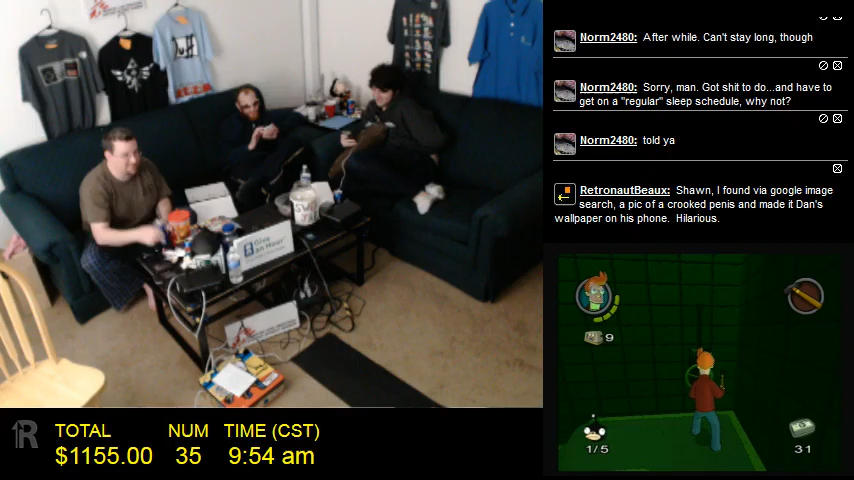 Norm2480: After while. Can't stay long, though
Norm2480: Sorry, man. Got shit to do...and have to
get on a "regular" sleep schedule, why not?
Norm2480: told ya
RetronautBeaux: Shawn, I found via google image
search, a pic of a crooked penis and made it Dan's
wallpaper on his phone. Hilarious.
Give
an Hour
9
1/5
31
R
TOTAL NUM TIME (CST)
$1155.00 35 9:54 am